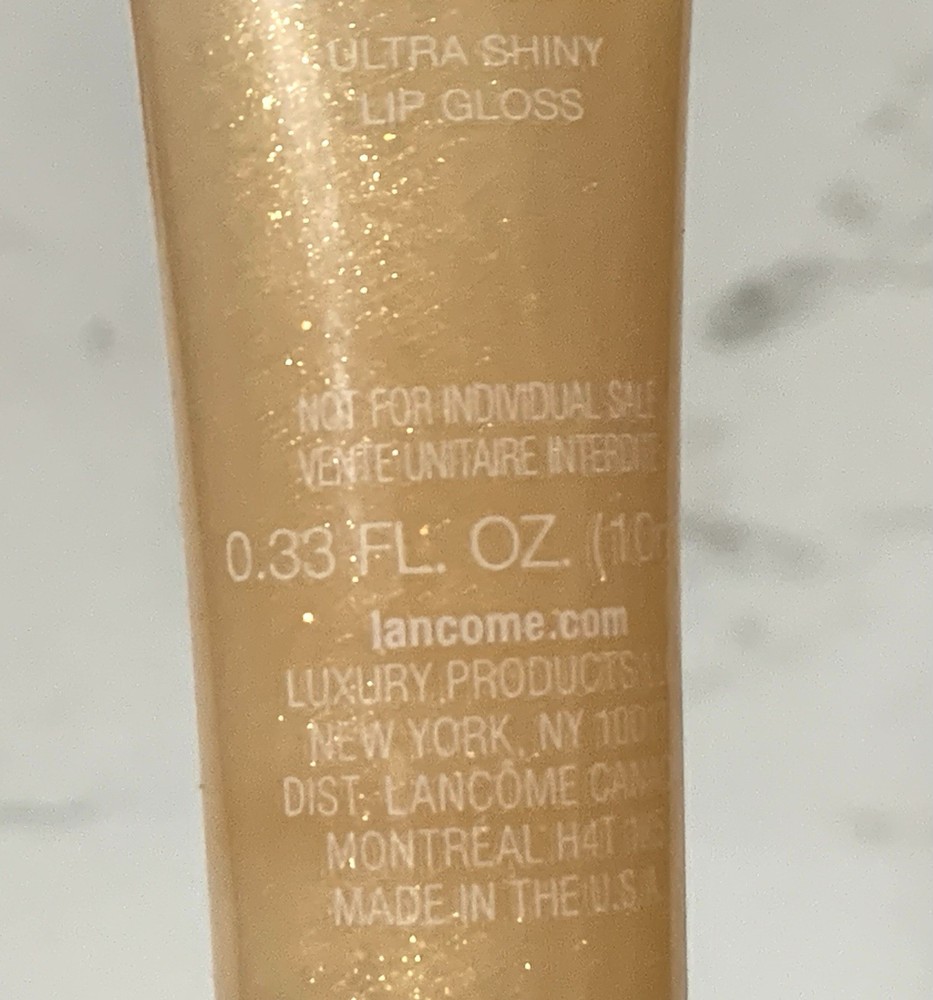 ULTRA SHINY
LIP GLOSS
NOT FOR INDIVIDUAL SALE
VENTE UNITAIRE INTERDITE
0.33 FL. OZ.
lancome.com
LUXURY PRODUCTS
NEW YORK, NY
DIST. LANCÔME
MONTRÉAL H4T
MADE IN THE U.S.A